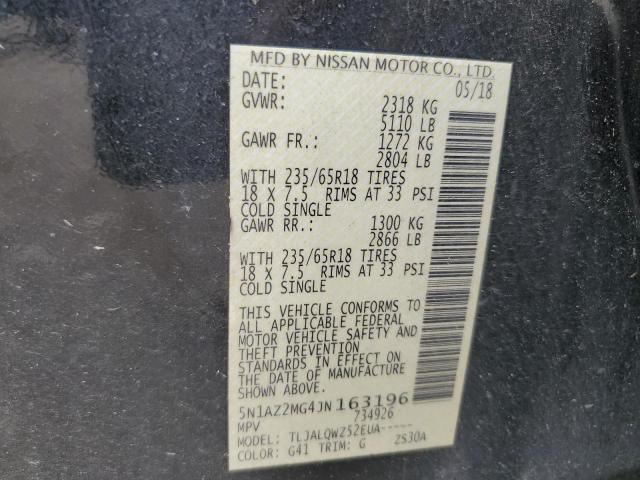 MFD BY NISSAN MOTOR CO., LTD.
DATE: 05/18
GVWR: 2318 KG
5110 LB
GAWR FR.: 1272 KG
2804 LB
WITH 235/65R18 TIRES
18 X 7.5 RIMS AT 33 PSI
COLD SINGLE
GAWR RR.: 1300 KG
2866 LB
WITH 235/65R18 TIRES
18 X 7.5 RIMS AT 33 PSI
COLD SINGLE
THIS VEHICLE CONFORMS TO
ALL APPLICABLE FEDERAL
MOTOR VEHICLE SAFETY AND
THEFT PREVENTION
STANDARDS IN EFFECT ON
THE DATE OF MANUFACTURE
SHOWN ABOVE.
5N1AZ2MG4JN163196
MPV 734926
MODEL: TLJALQWZ52EUA-----
COLOR: G41 TRIM: G ZS30A